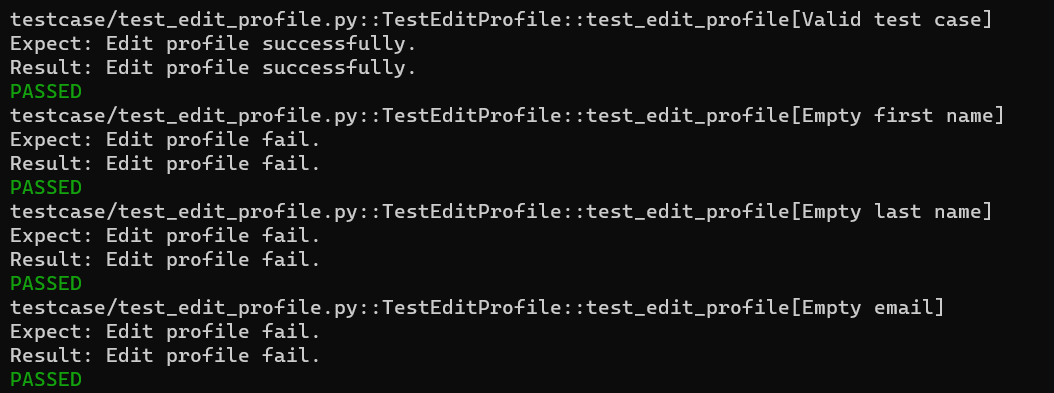 testcase/test_edit_profile.py::TestEditProfile::test_edit_profile[Valid test case]
Expect: Edit profile successfully.
Result: Edit profile successfully.
PASSED
testcase/test_edit_profile.py::TestEditProfile::test_edit_profile[Empty first name]
Expect: Edit profile fail.
Result: Edit profile fail.
PASSED
testcase/test_edit_profile.py::TestEditProfile::test_edit_profile[Empty last name]
Expect: Edit profile fail.
Result: Edit profile fail.
PASSED
testcase/test_edit_profile.py::TestEditProfile::test_edit_profile[Empty email]
Expect: Edit profile fail.
Result: Edit profile fail.
PASSED